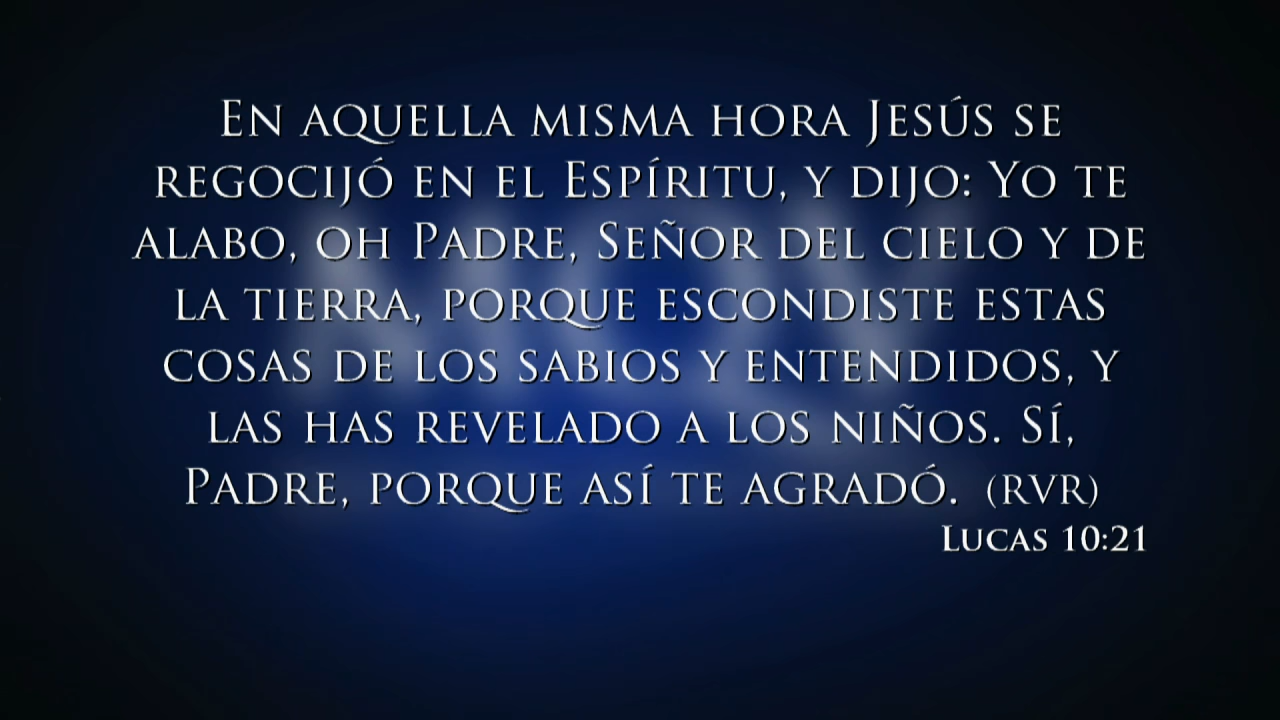 En aquella misma hora Jesús se
regocijó en el Espíritu, y dijo: Yo te
alabo, oh Padre, Señor del cielo y de
la tierra, porque escondiste estas
cosas de los sabios y entendidos, y
las has revelado a los niños. Sí,
Padre, porque así te agradó. (RVR)
Lucas 10:21